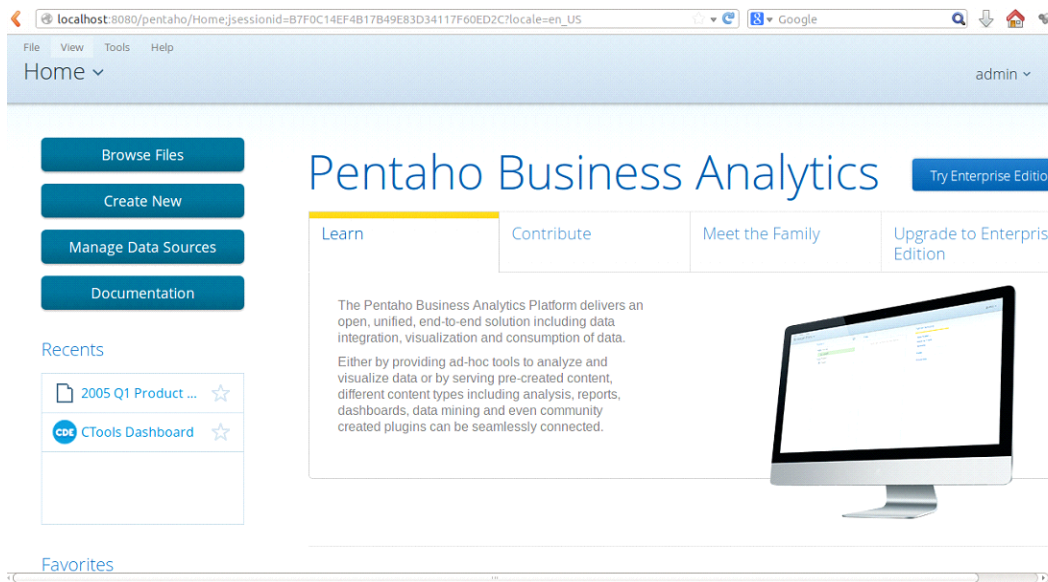 localhost:8080/pentaho/Home;jsessionid=B7F0C14EF4B17B49E83D34117F60ED2C?locale=en_US
Google
File View Tools Help
Home
admin
Browse Files
Create New
Manage Data Sources
Documentation
Recents
2005 Q1 Product ...
CDE CTools Dashboard
Favorites
Pentaho Business Analytics
Try Enterprise Editio
Learn
Contribute
Meet the Family
Upgrade to Enterpris
Edition
The Pentaho Business Analytics Platform delivers an
open, unified, end-to-end solution including data
integration, visualization and consumption of data.
Either by providing ad-hoc tools to analyze and
visualize data or by serving pre-created content,
different content types including analysis, reports,
dashboards, data mining and even community
created plugins can be seamlessly connected.